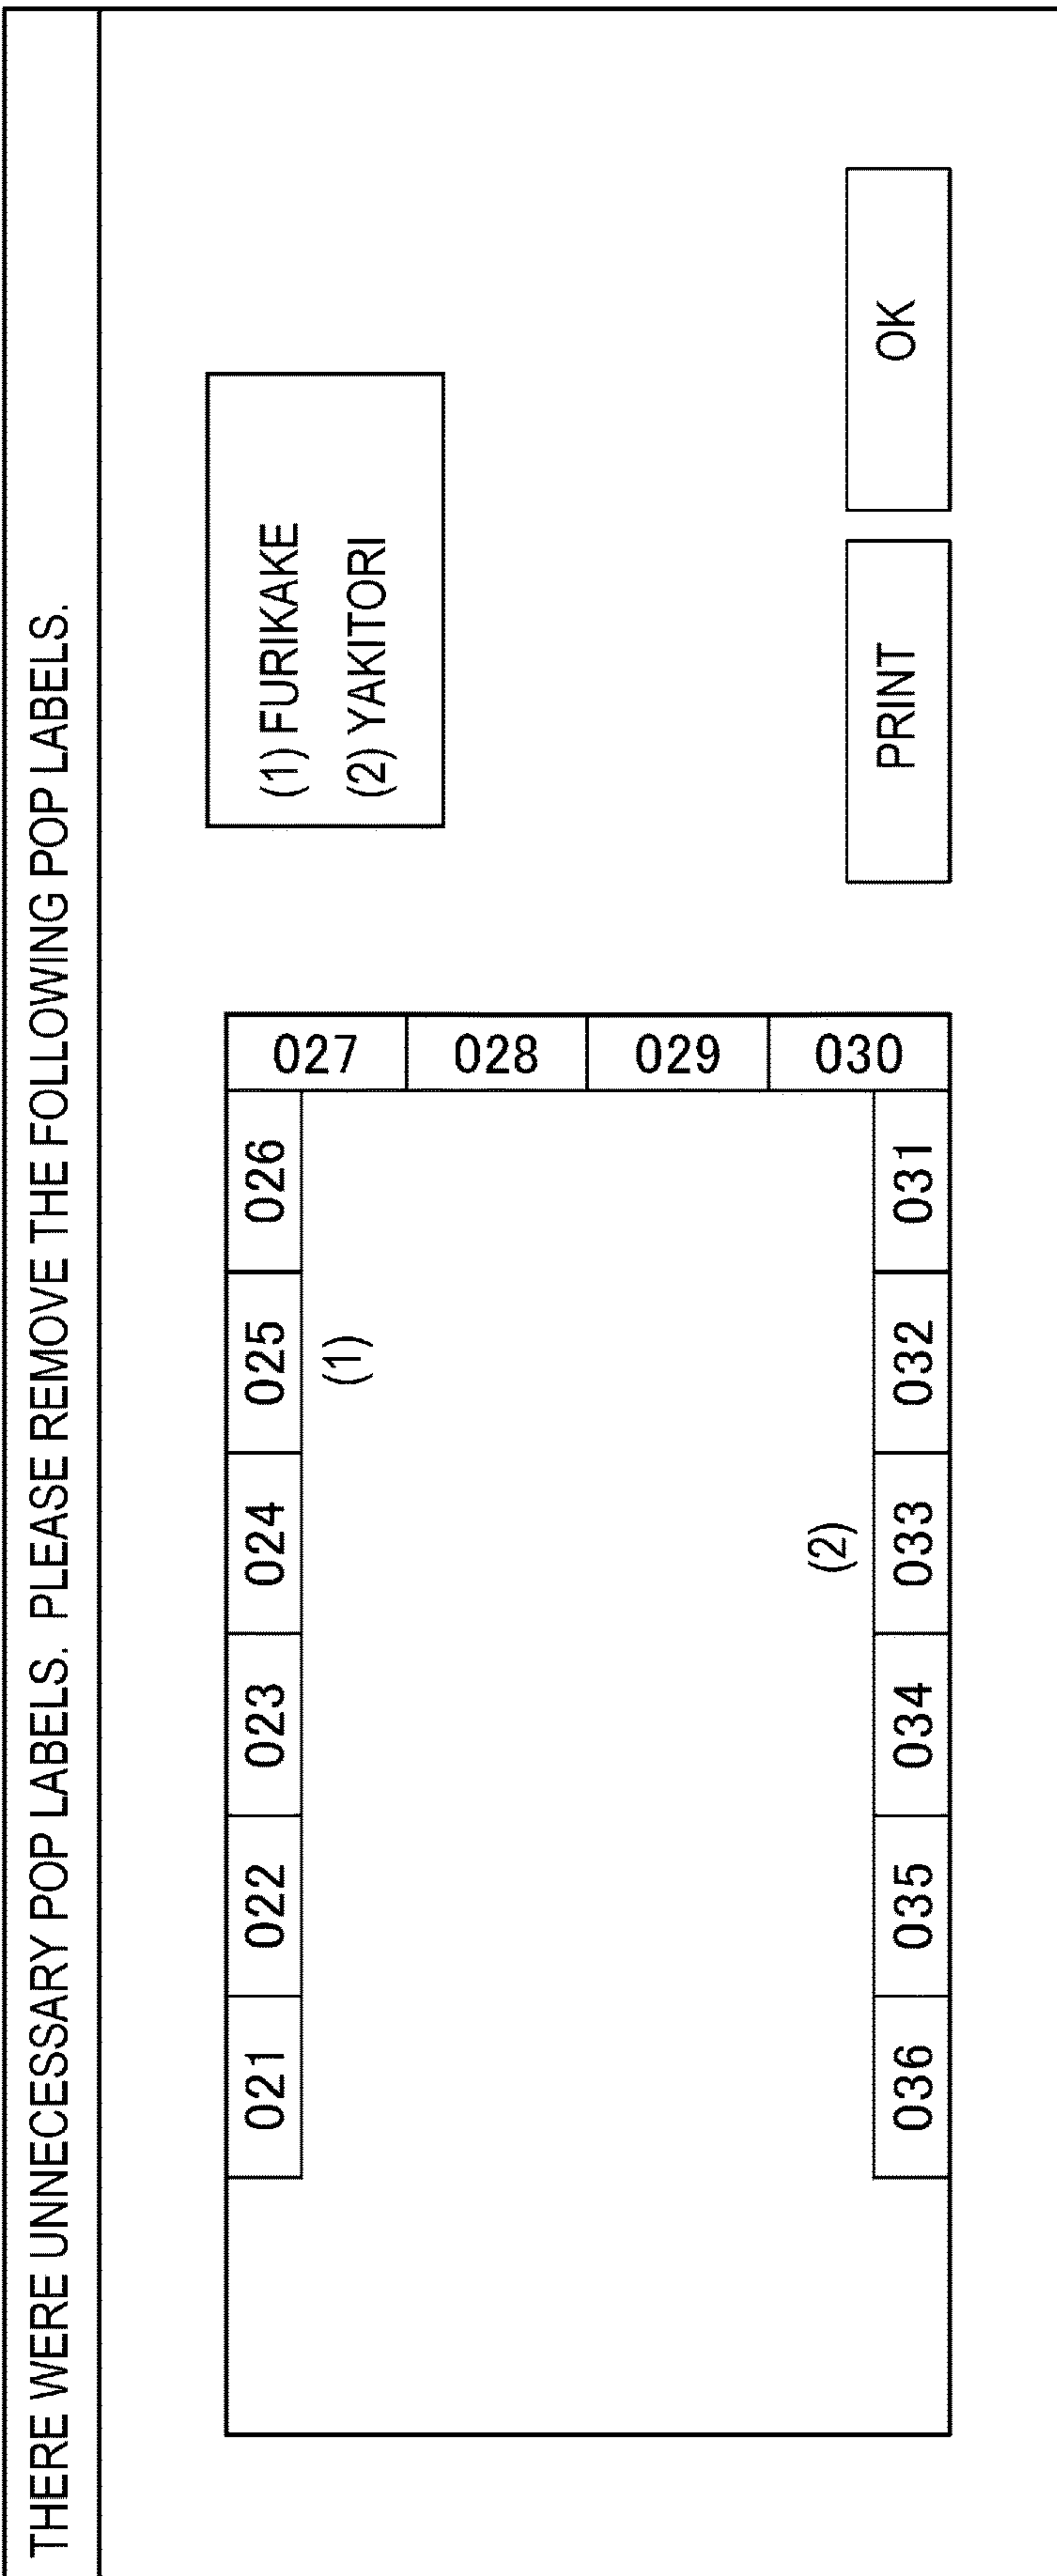 THERE WERE UNNECESSARY POP LABELS. PLEASE REMOVE THE FOLLOWING POP LABELS.
021 022 023 024 025 026
027
028
029
030
(1)
(2)
036 035 034 033 032 031
(1) FURIKAKE
(2) YAKITORI
PRINT
OK